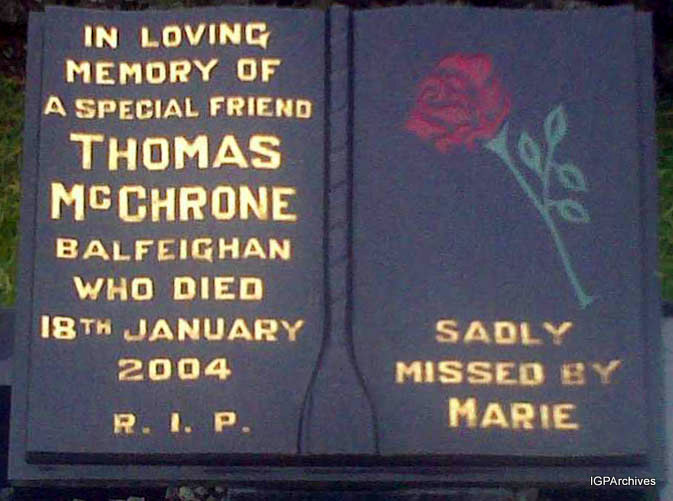 IN LOVING
MEMORY OF
A SPECIAL FRIEND
THOMAS
MCCHRONE
BALFEIGHAN
WHO DIED
18TH JANUARY
2004
R. I. P.
SADLY
MISSED BY
MARIE
IGPArchives